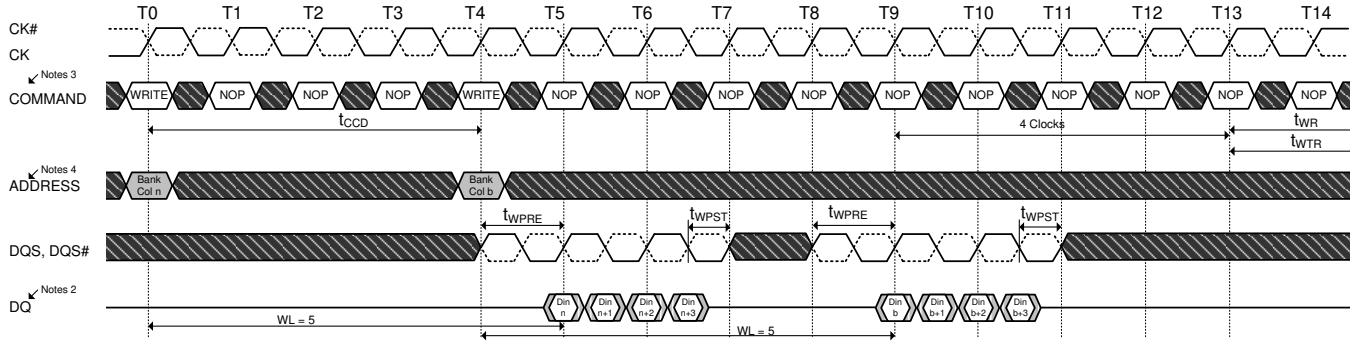 T0 T1 T2 T3 T4 T5 T6 T7 T8 T9 T10 T11 T12 T13 T14
CK#
CK
Notes 3
COMMAND WRITE NOP NOP NOP WRITE NOP NOP NOP NOP NOP NOP NOP NOP NOP NOP
tCCD 4 Clocks tWR
tWTR
Notes 4
ADDRESS Bank Col n Bank Col b
tWPRE tWPST tWPRE tWPST
DQS, DQS#
Notes 2
DQ Din n Din n+1 Din n+2 Din n+3 Din b Din b+1 Din b+2 Din b+3
WL = 5
WL = 5